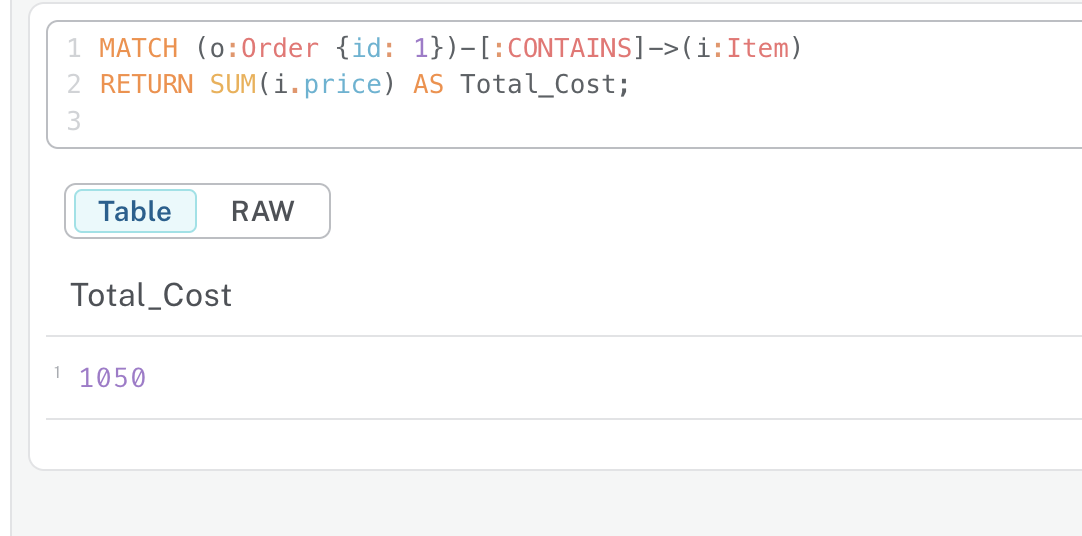 1 MATCH (o:Order {id: 1})-[:CONTAINS]->(i:Item)
2 RETURN SUM(i.price) AS Total_Cost;
3
Table RAW
Total_Cost
1 1050